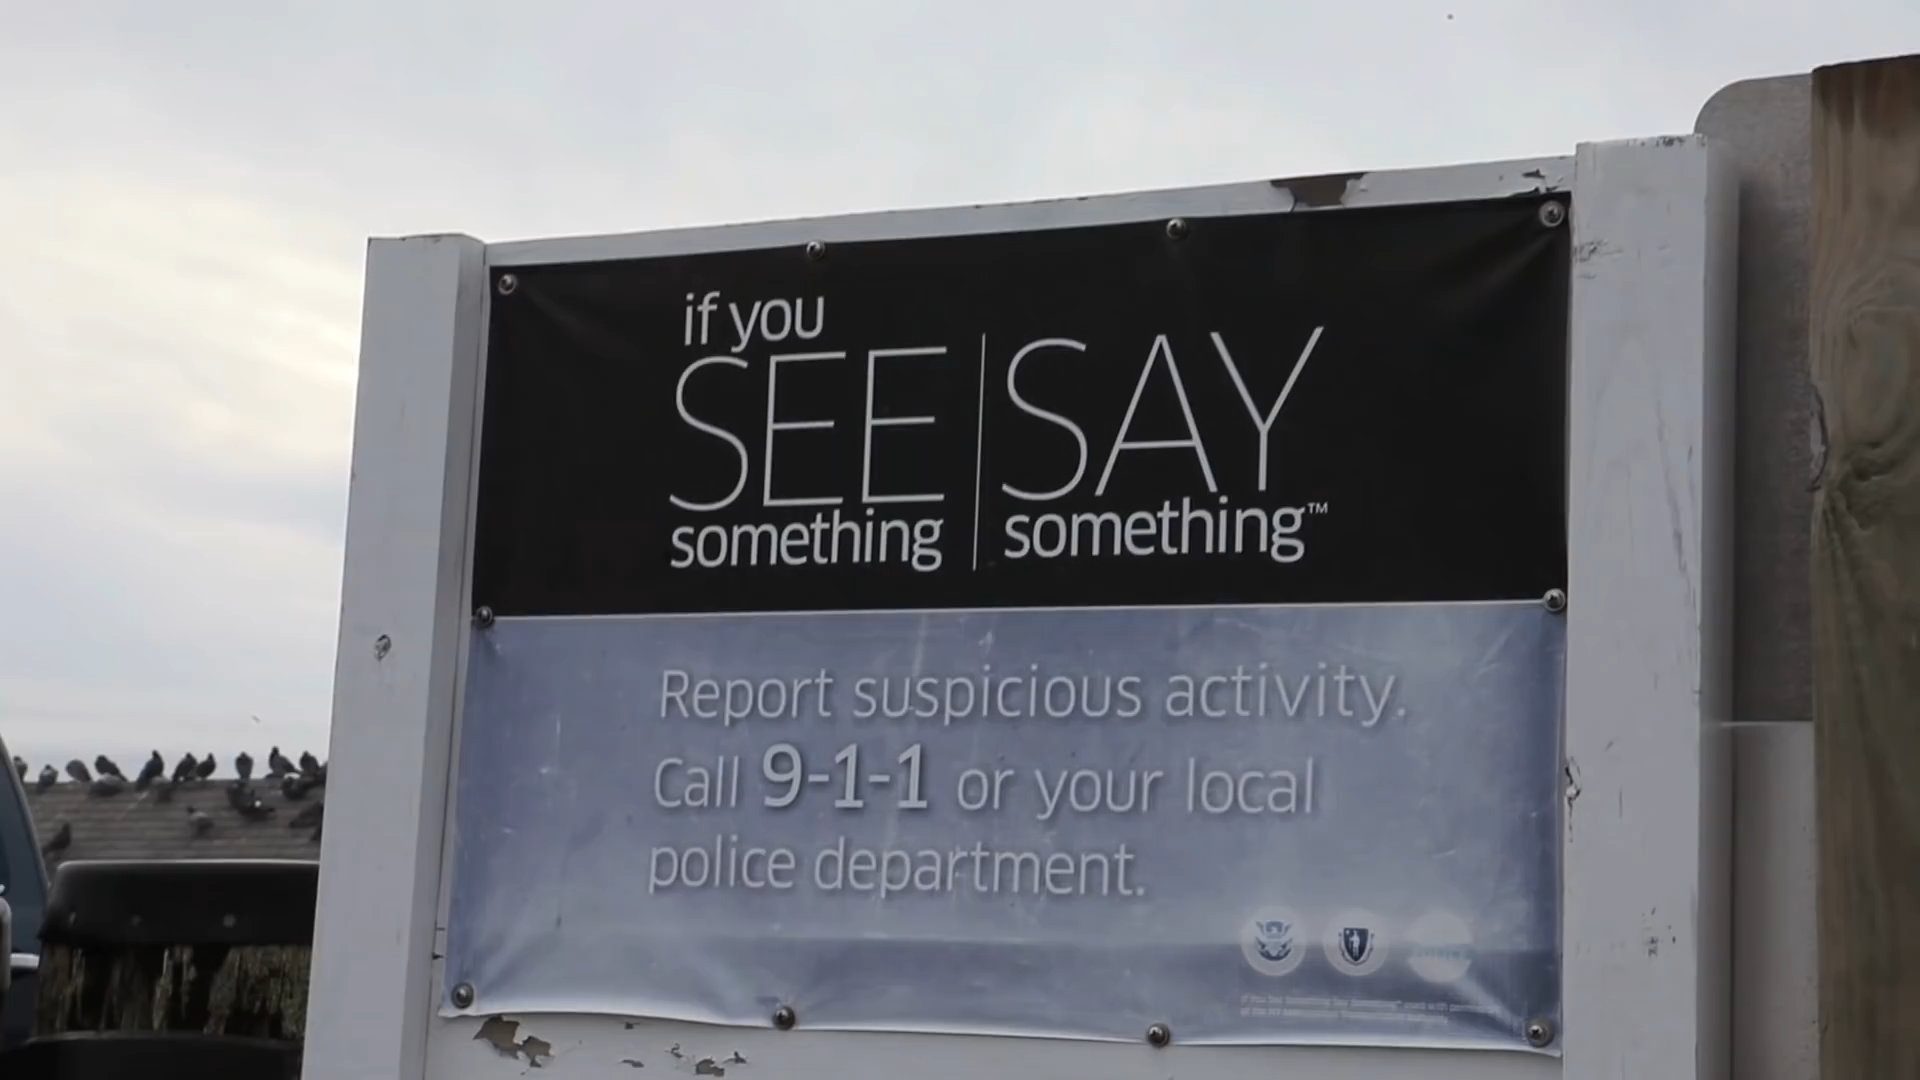 if you
SEE SAY
something something™
Report suspicious activity.
Call 9-1-1 or your local
police department.